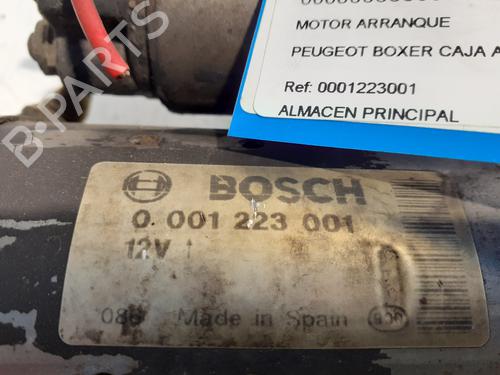 MOTOR ARRANQUE
PEUGEOT BOXER CAJA A
Ref: 0001223001
ALMACEN PRINCIPAL
B-PARTS
BOSCH
0 001 223 001
12V ↑
086 Made in Spain